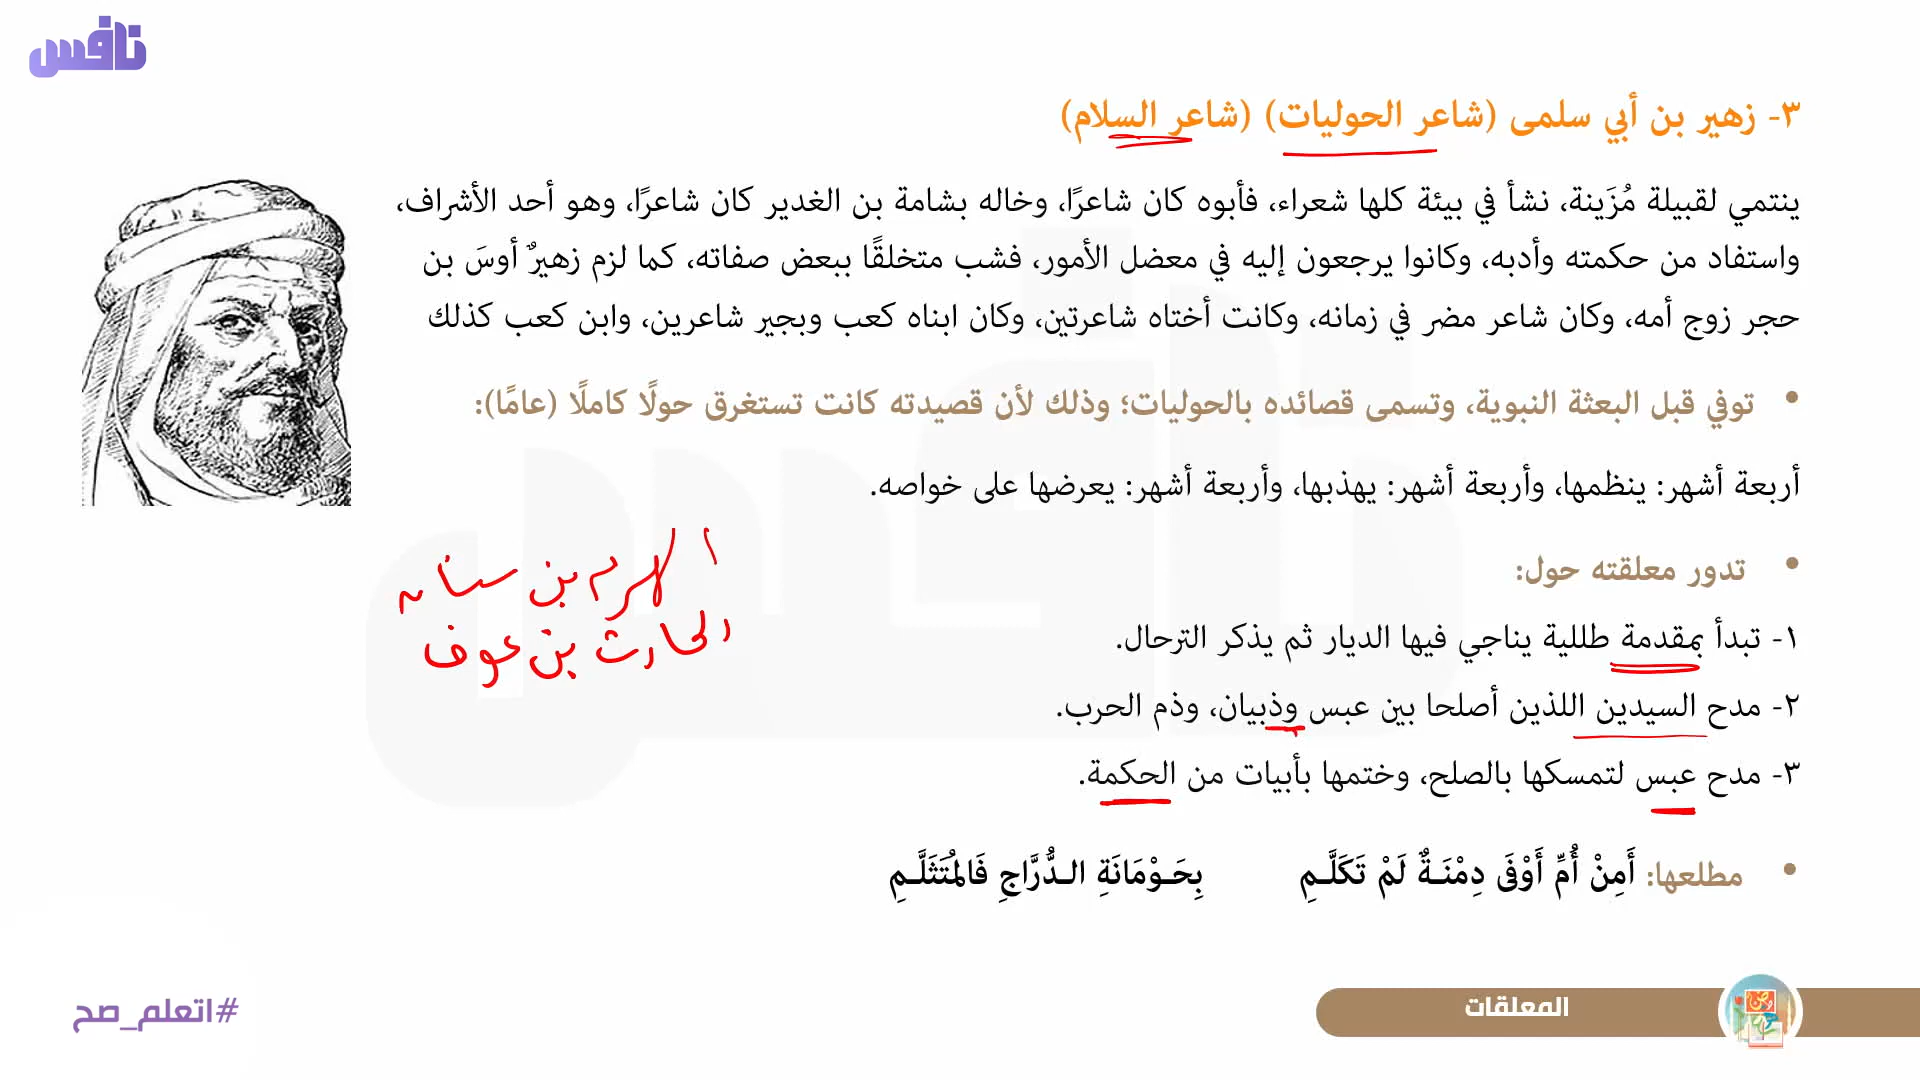 نافس
٣- زهير بن أبي سلمى (شاعر الحوليات) (شاعر السلام)
ينتمي لقبيلة مُزَينة، نشأ في بيئة كلها شعراء، فأبوه كان شاعرًا، وخاله بشامة بن الغدير كان شاعرًا، وهو أحد الأشراف،
واستفاد من حكمته وأدبه، وكانوا يرجعون إليه في معضل الأمور، فشب متخلقًا ببعض صفاته، كما لزم زهيرٌ أوسَ بن
حجر زوج أمه، وكان شاعر مضر في زمانه، وكانت أختاه شاعرتين، وكان ابناه كعب وبجير شاعرين، وابن كعب كذلك
• توفي قبل البعثة النبوية، وتسمى قصائده بالحوليات؛ وذلك لأن قصيدته كانت تستغرق حولًا كاملًا (عامًا):
أربعة أشهر: ينظمها، وأربعة أشهر: يهذبها، وأربعة أشهر: يعرضها على خواصه.
• تدور معلقته حول:
١- تبدأ بمقدمة طللية يناجي فيها الديار ثم يذكر الترحال.
٢- مدح السيدين اللذين أصلحا بين عبس وذبيان، وذم الحرب.
٣- مدح عبس لتمسكها بالصلح، وختمها بأبيات من الحكمة.
الهرم بن سنان
الحارث بن عوف
• مطلعها: أَمِنْ أُمِّ أَوْفَى دِمْنَـةٌ لَمْ تَكَلَّـمِ بِحَـوْمَانَةِ الـدُّرَّاجِ فَالمُتَثَلَّـمِ
المعلقات
#اتعلم_صح